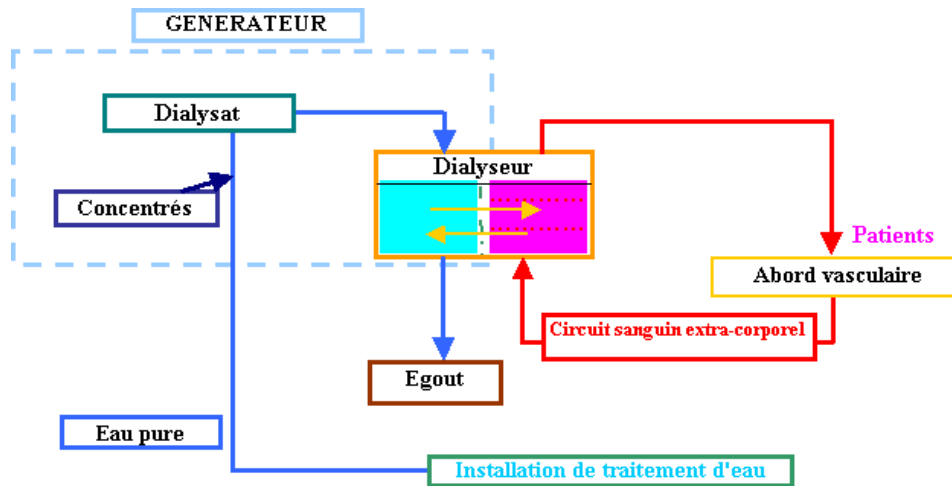 GENERATEUR
Dialysat
Dialyseur
Concentrés
Patients
Abord vasculaire
Circuit sanguin extra-corporel
Egout
Eau pure
Installation de traitement d'eau